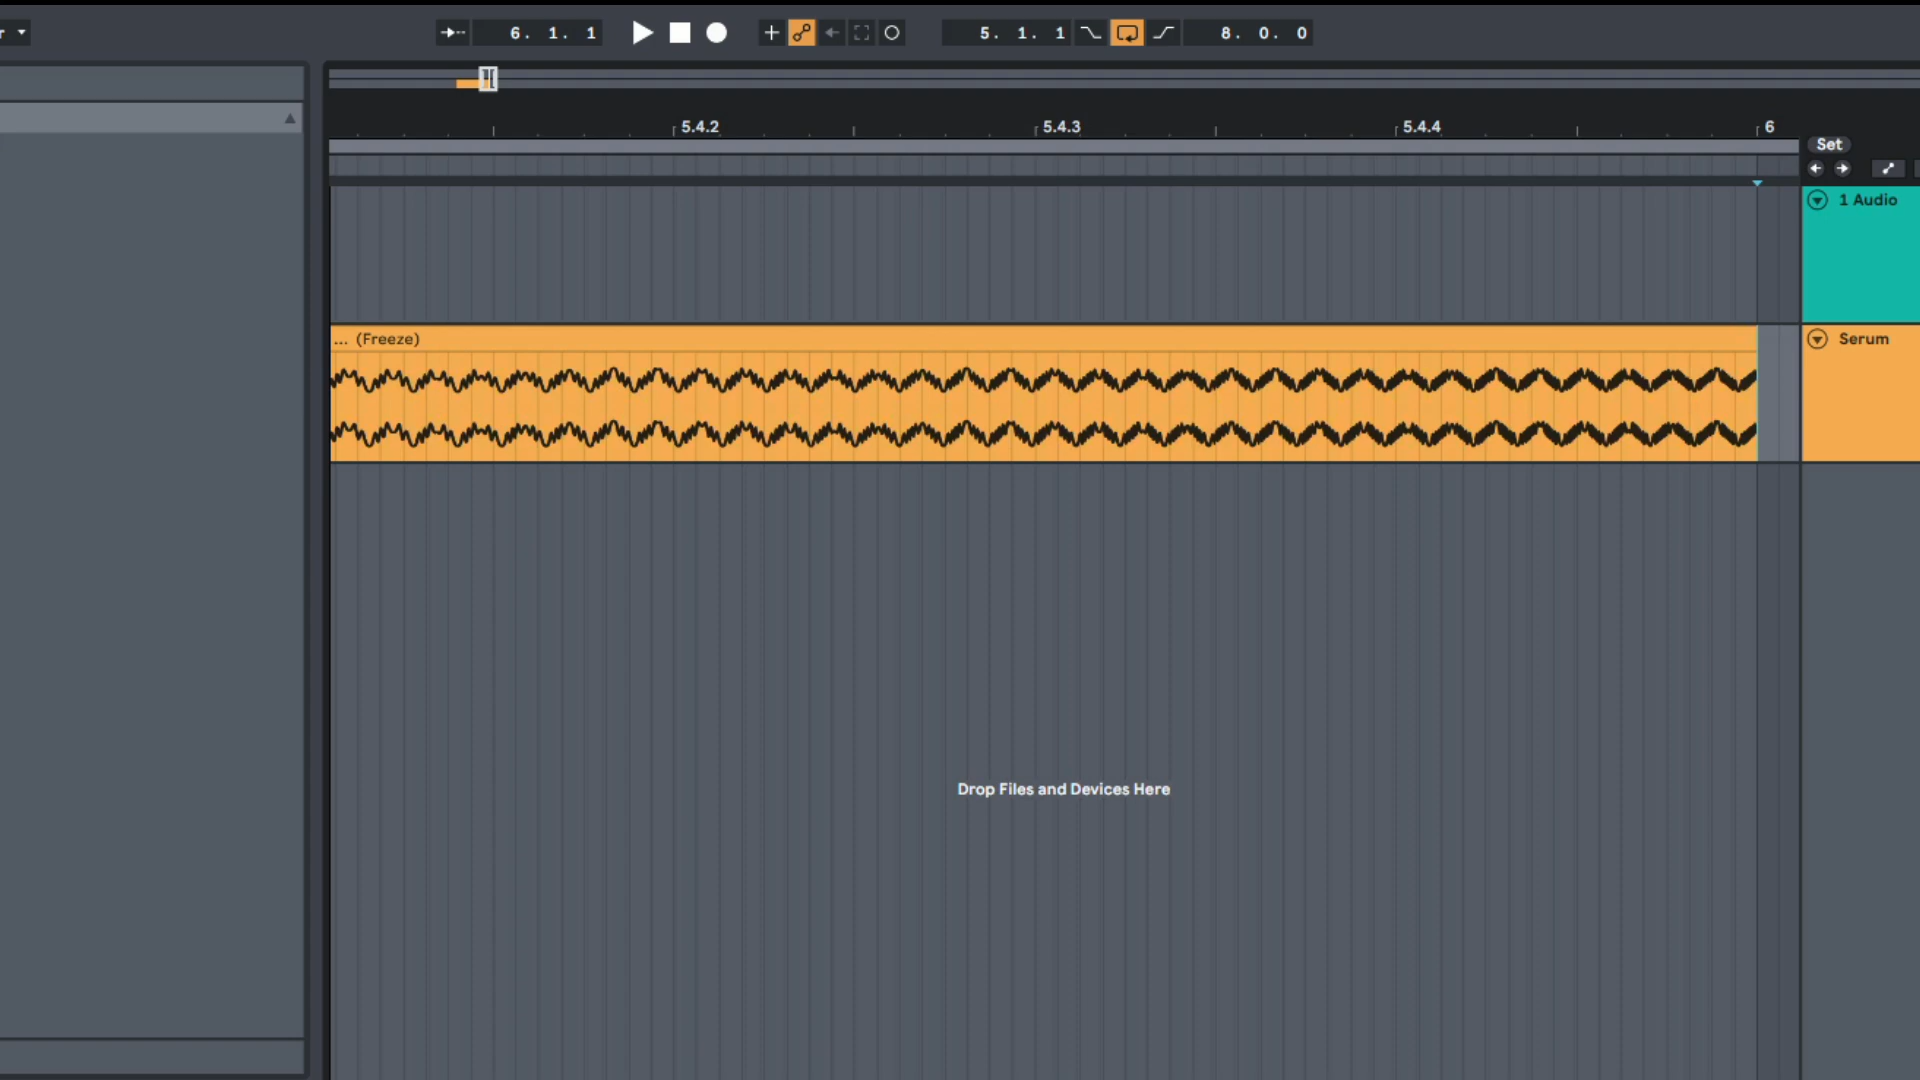 6. 1. 1
5. 1. 1
8. 0. 0
5.4.2
5.4.3
5.4.4
6
Set
1 Audio
... (Freeze)
Serum
Drop Files and Devices Here